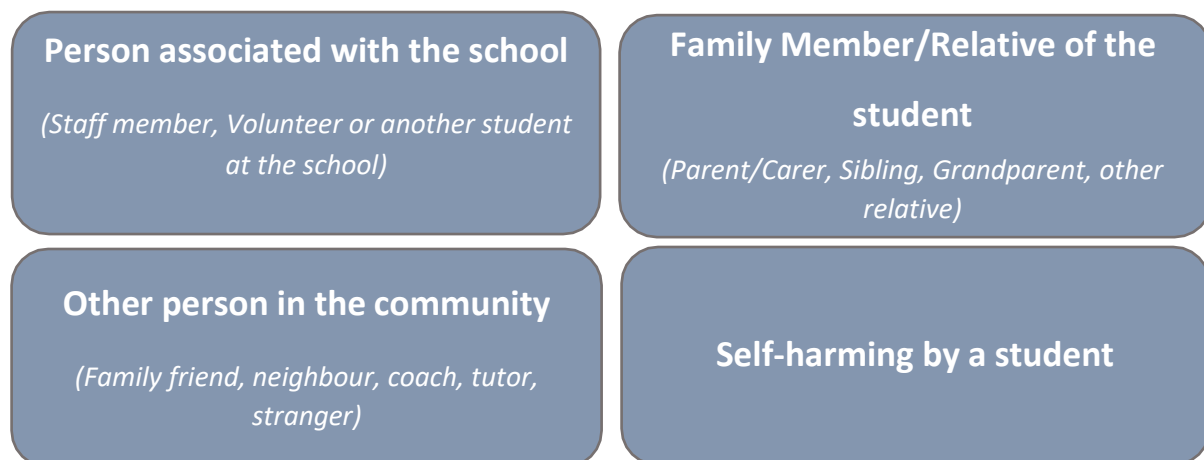 Person associated with the school
(Staff member, Volunteer or another student
at the school)
Family Member/Relative of the
student
(Parent/Carer, Sibling, Grandparent, other
relative)
Other person in the community
(Family friend, neighbour, coach, tutor,
stranger)
Self-harming by a student